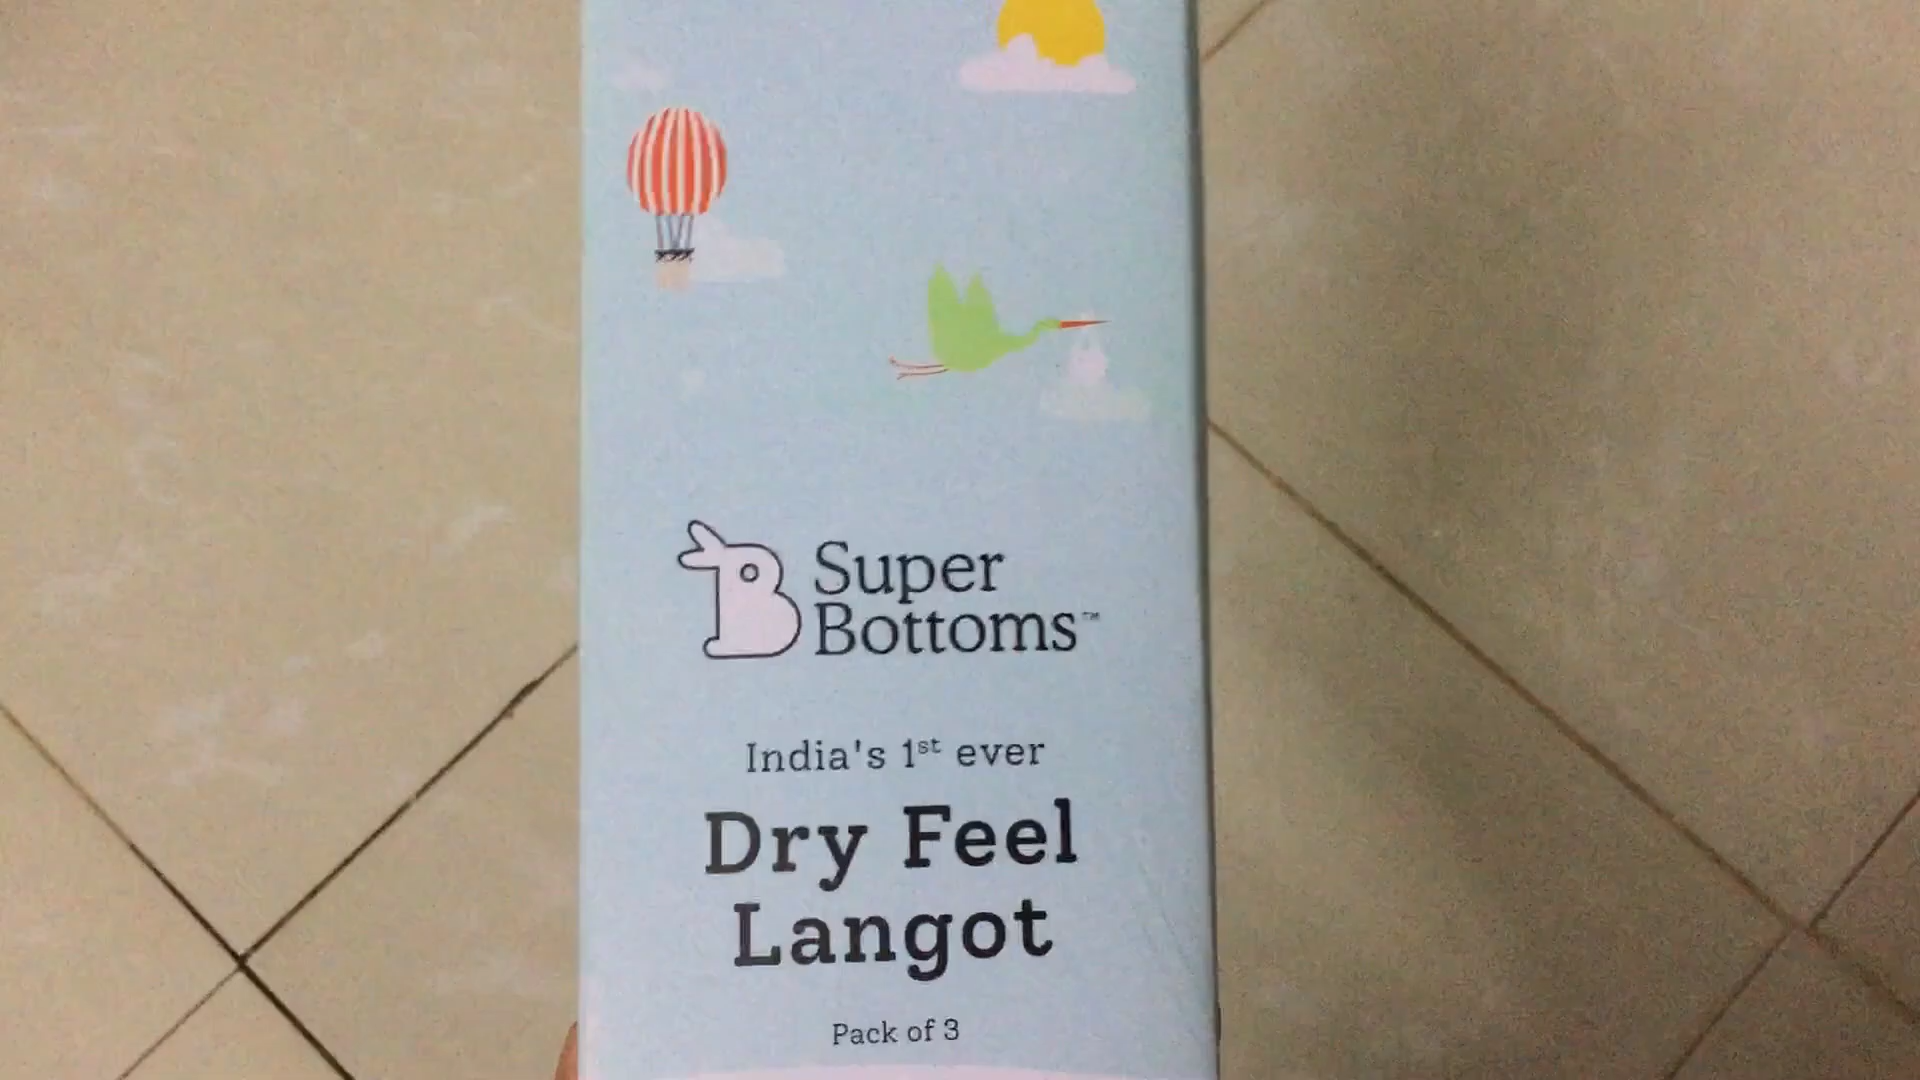 Super
Bottoms™
India's 1st ever
Dry Feel
Langot
Pack of 3